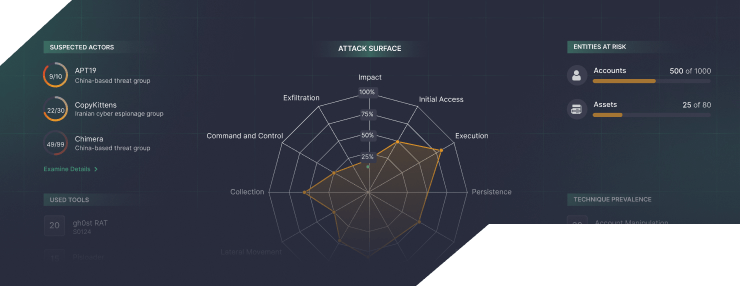 SUSPECTED ACTORS
9/10
APT19
China-based threat group
22/30
CopyKittens
Iranian cyber espionage group
49/99
Chimera
China-based threat group
Examine Details >
USED TOOLS
20
gh0st RAT
S0124
ATTACK SURFACE
Impact
100%
Exfiltration
Initial Access
75%
Command and Control
50%
Execution
25%
Collection
Persistence
Lateral Movement
ENTITIES AT RISK
Accounts
500 of 1000
Assets
25 of 80
TECHNIQUE PREVALENCE
Account Manipulation